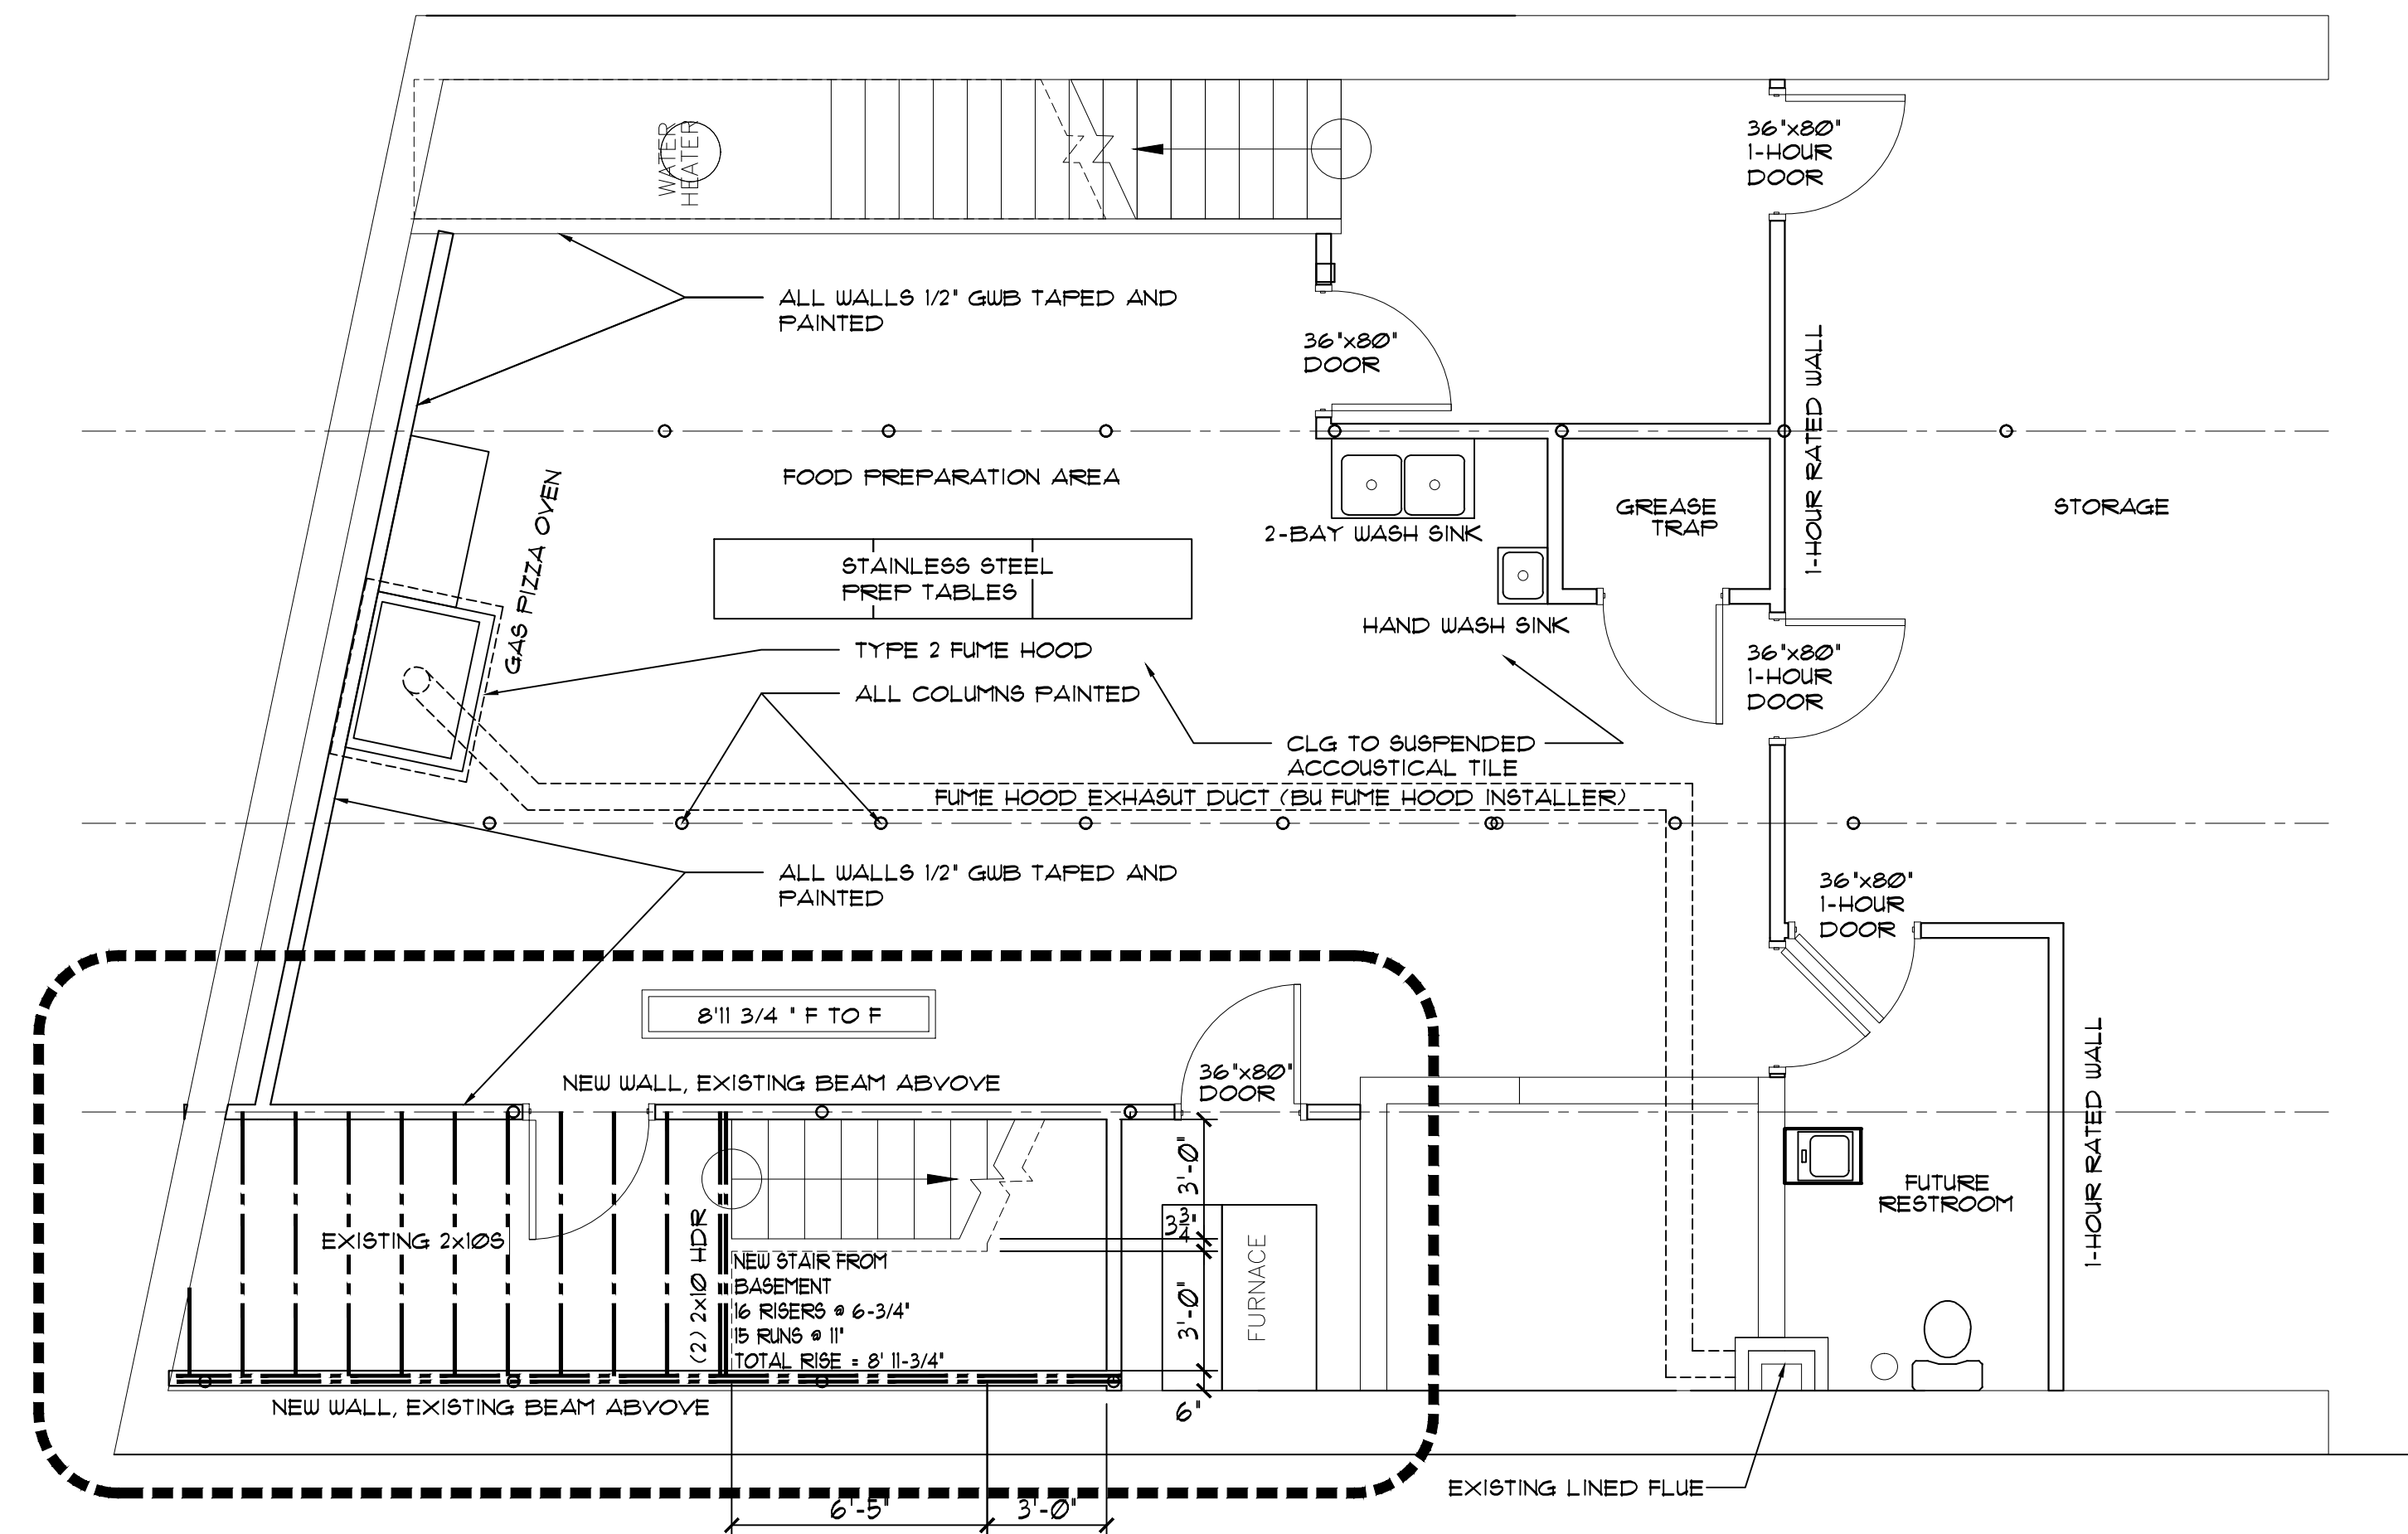 WATER
HEATER
36"x80"
1-HOUR
DOOR
ALL WALLS 1/2" GWB TAPED AND
PAINTED
36"x80"
DOOR
1-HOUR RATED WALL
FOOD PREPARATION AREA
GAS PIZZA OVEN
2-BAY WASH SINK
GREASE
TRAP
STORAGE
STAINLESS STEEL
PREP TABLES
HAND WASH SINK
TYPE 2 FUME HOOD
ALL COLUMNS PAINTED
36"x80"
1-HOUR
DOOR
CLG TO SUSPENDED
ACCOUSTICAL TILE
FUME HOOD EXHASUT DUCT (BU FUME HOOD INSTALLER)
ALL WALLS 1/2" GWB TAPED AND
PAINTED
36"x80"
1-HOUR
DOOR
8'11 3/4 " F TO F
NEW WALL, EXISTING BEAM ABVOVE
36"x80"
DOOR
1-HOUR RATED WALL
3'-0"
3 3/4"
3'-0"
6"
FUTURE
RESTROOM
EXISTING 2x10S
(2) 2x10 HDR
NEW STAIR FROM
BASEMENT
16 RISERS @ 6-3/4"
15 RUNS @ 11"
TOTAL RISE = 8' 11-3/4"
FURNACE
NEW WALL, EXISTING BEAM ABVOVE
EXISTING LINED FLUE
6'-5"
3'-0"